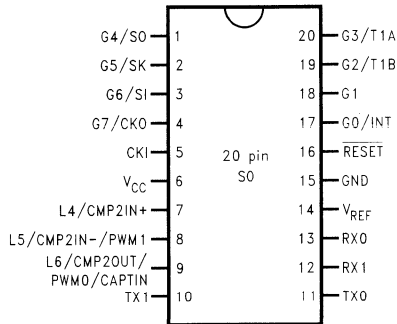 G4/SO 1 20 G3/T1A
G5/SK 2 19 G2/T1B
G6/SI 3 18 G1
G7/CKO 4 17 G0/INT
CKI 5 20 pin 16 RESET
VCC 6 SO 15 GND
L4/CMP2IN+ 7 14 VREF
L5/CMP2IN-/PWM1 8 13 RX0
L6/CMP2OUT/
PWM0/CAPTIN 9 12 RX1
TX1 10 11 TX0